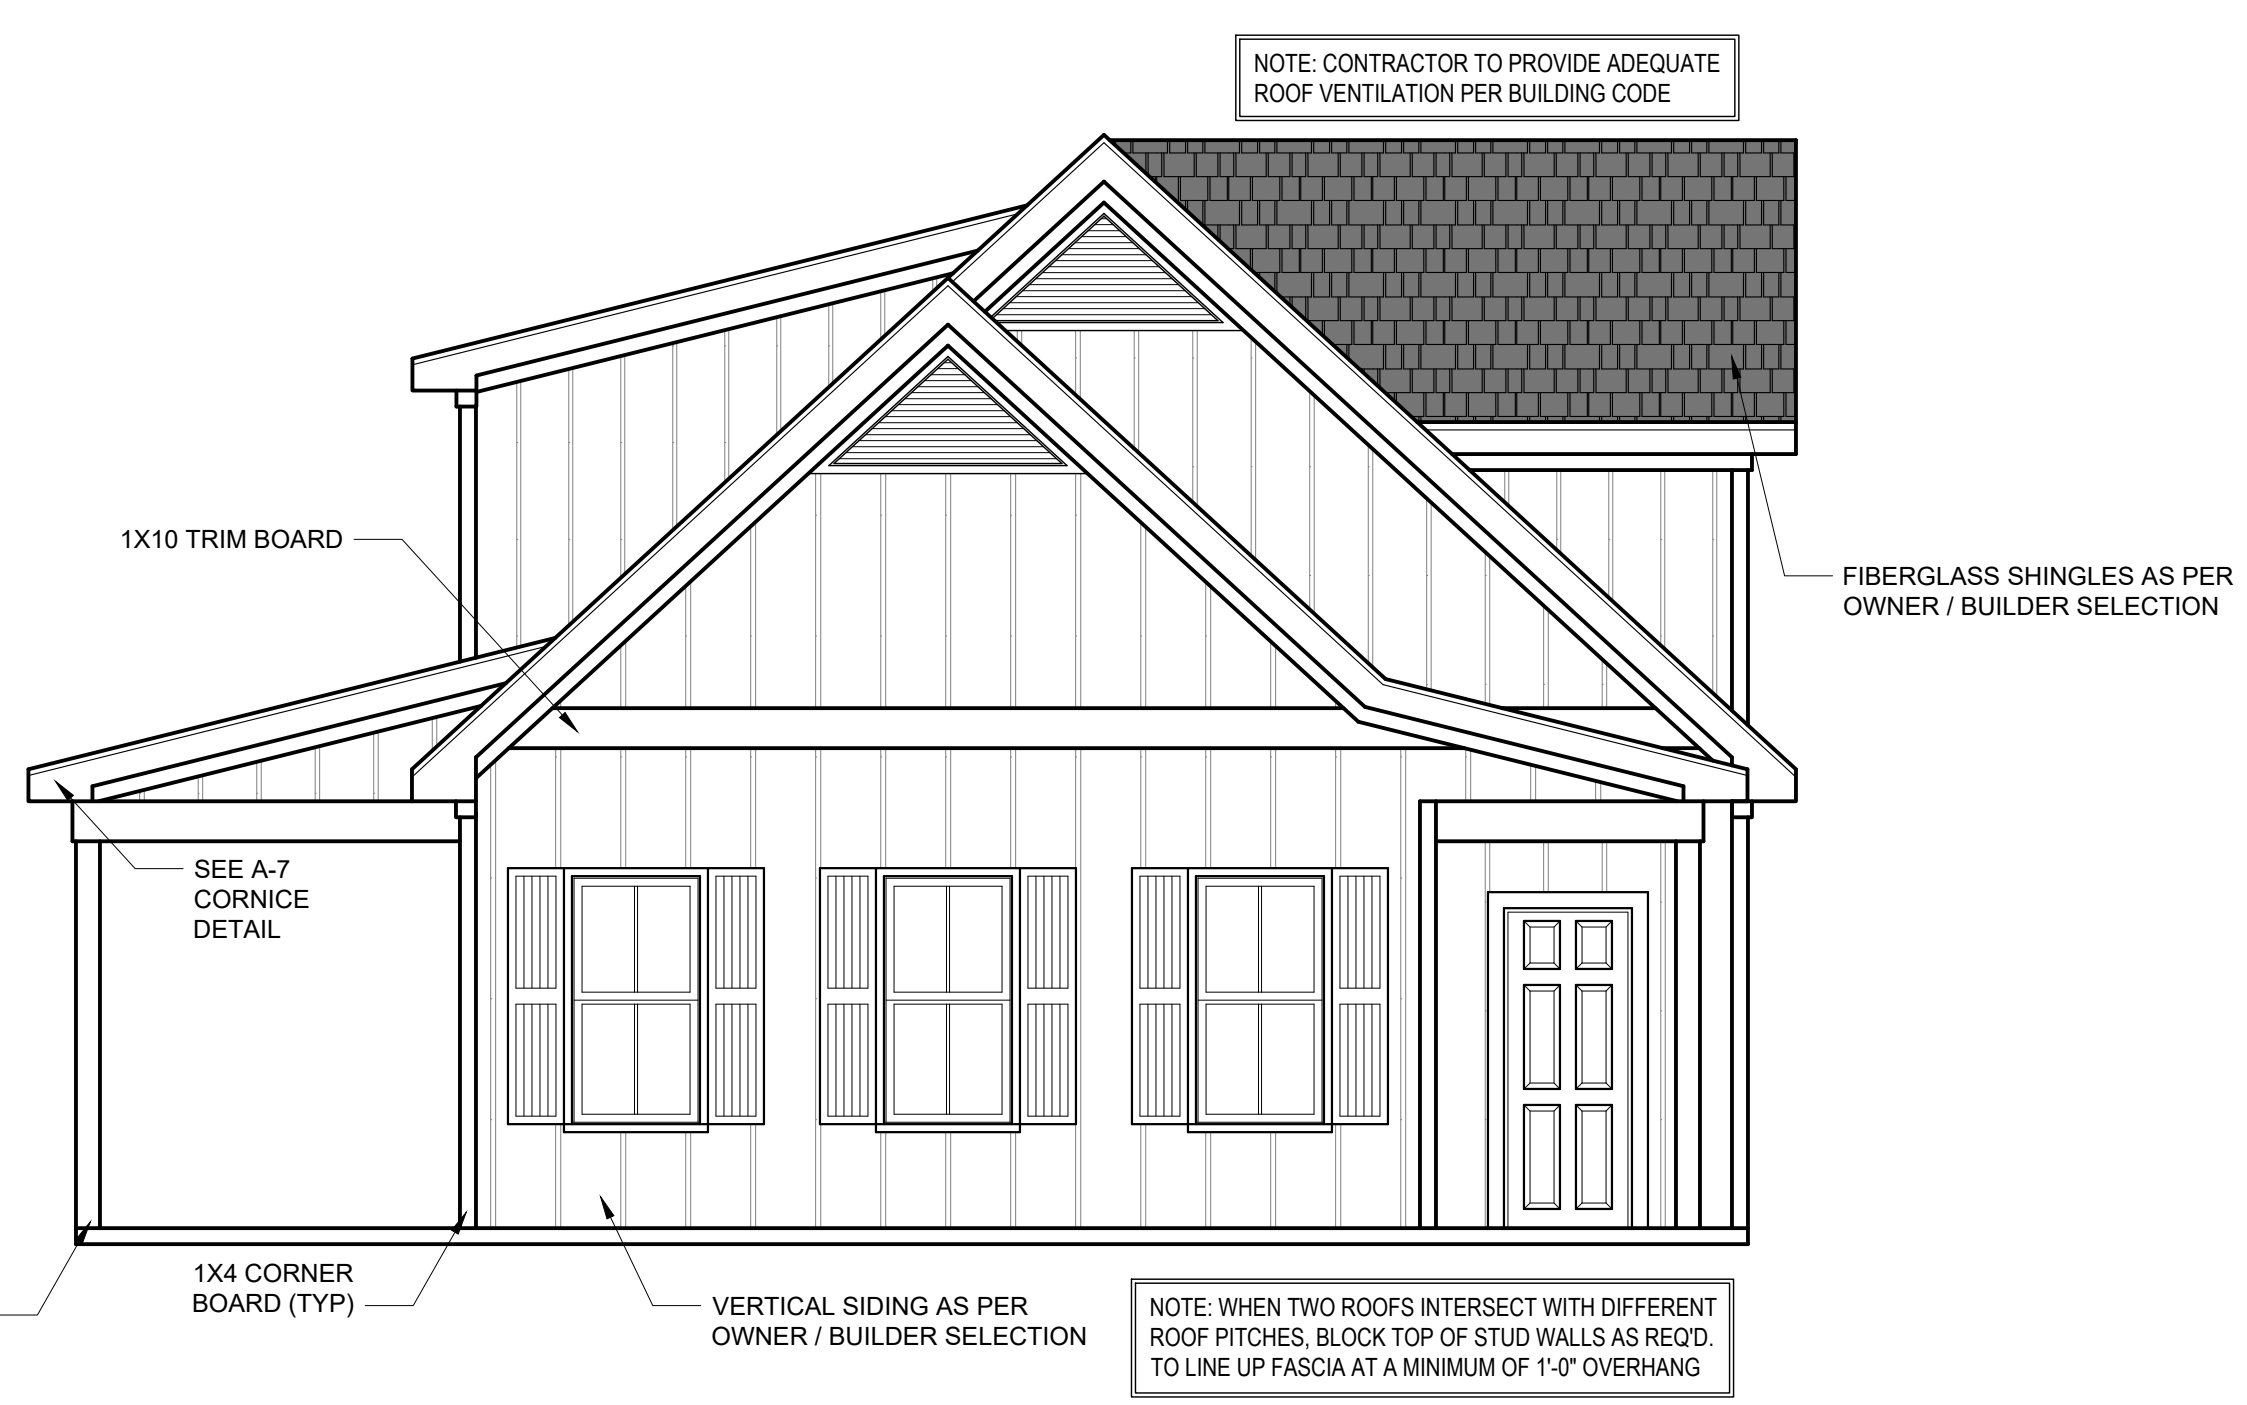 NOTE: CONTRACTOR TO PROVIDE ADEQUATE
ROOF VENTILATION PER BUILDING CODE
1X10 TRIM BOARD
FIBERGLASS SHINGLES AS PER
OWNER / BUILDER SELECTION
SEE A-7
CORNICE
DETAIL
1X4 CORNER
BOARD (TYP)
VERTICAL SIDING AS PER
OWNER / BUILDER SELECTION
NOTE: WHEN TWO ROOFS INTERSECT WITH DIFFERENT
ROOF PITCHES, BLOCK TOP OF STUD WALLS AS REQ'D.
TO LINE UP FASCIA AT A MINIMUM OF 1'-0" OVERHANG